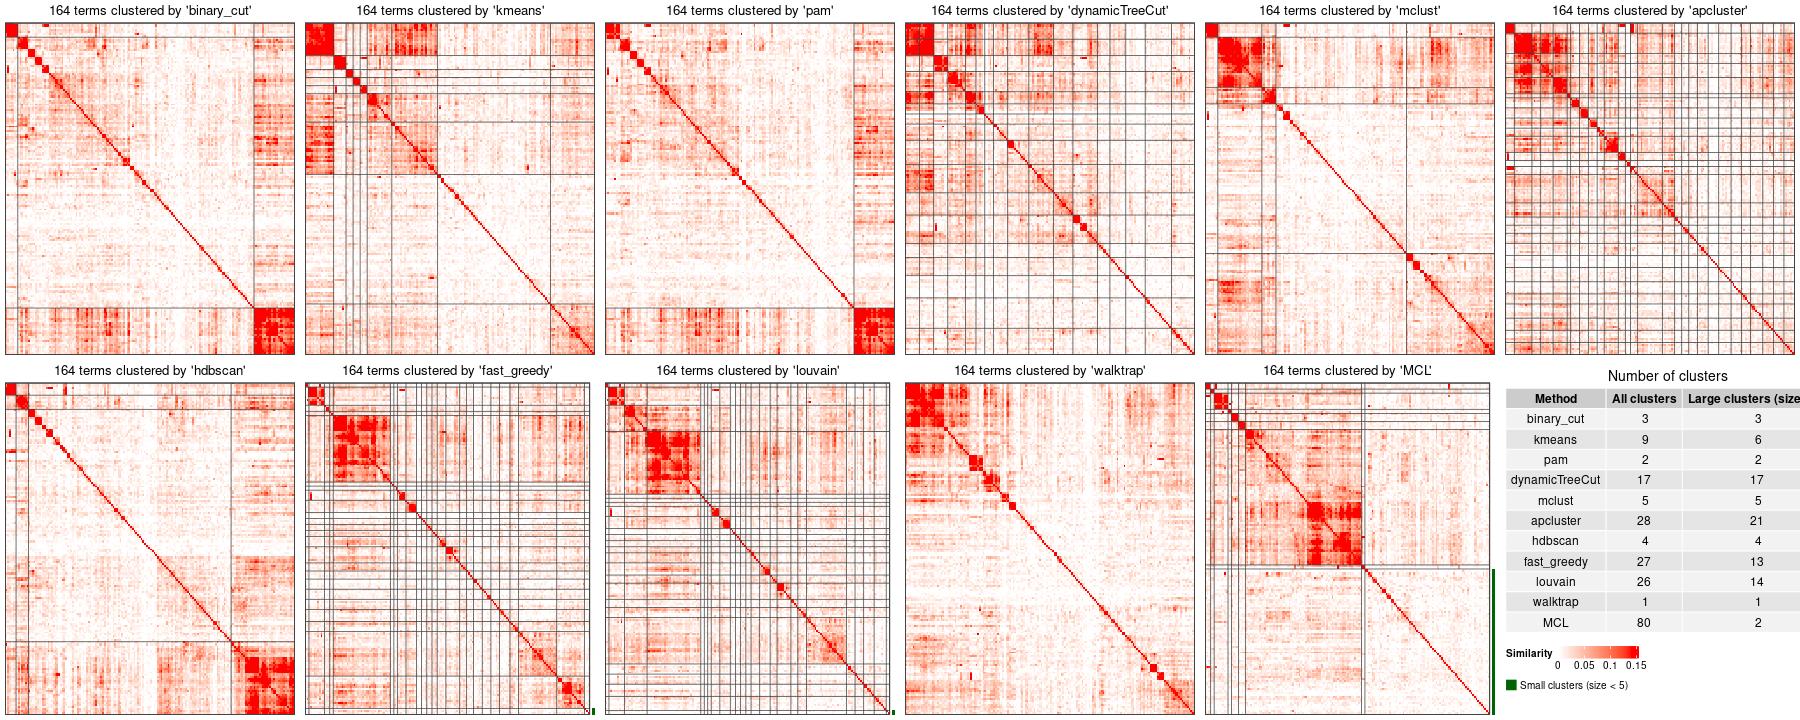 164 terms clustered by 'binary_cut'
164 terms clustered by 'kmeans'
164 terms clustered by 'pam'
164 terms clustered by 'dynamicTreeCut'
164 terms clustered by 'mclust'
164 terms clustered by 'apcluster'
164 terms clustered by 'hdbscan'
164 terms clustered by 'fast_greedy'
164 terms clustered by 'louvain'
164 terms clustered by 'walktrap'
164 terms clustered by 'MCL'
Number of clusters
Method All clusters Large clusters (size
binary_cut 3 3
kmeans 9 6
pam 2 2
dynamicTreeCut 17 17
mclust 5 5
apcluster 28 21
hdbscan 4 4
fast_greedy 27 13
louvain 26 14
walktrap 1 1
MCL 80 2
Similarity
0 0.05 0.1 0.15
Small clusters (size < 5)